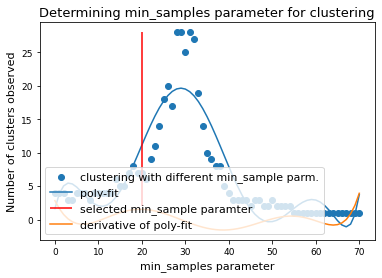 Determining min_samples parameter for clustering
Number of clusters observed
25
20
15
10
5
0
clustering with different min_sample parm.
poly-fit
selected min_sample paramter
derivative of poly-fit
0 10 20 30 40 50 60 70
min_samples parameter